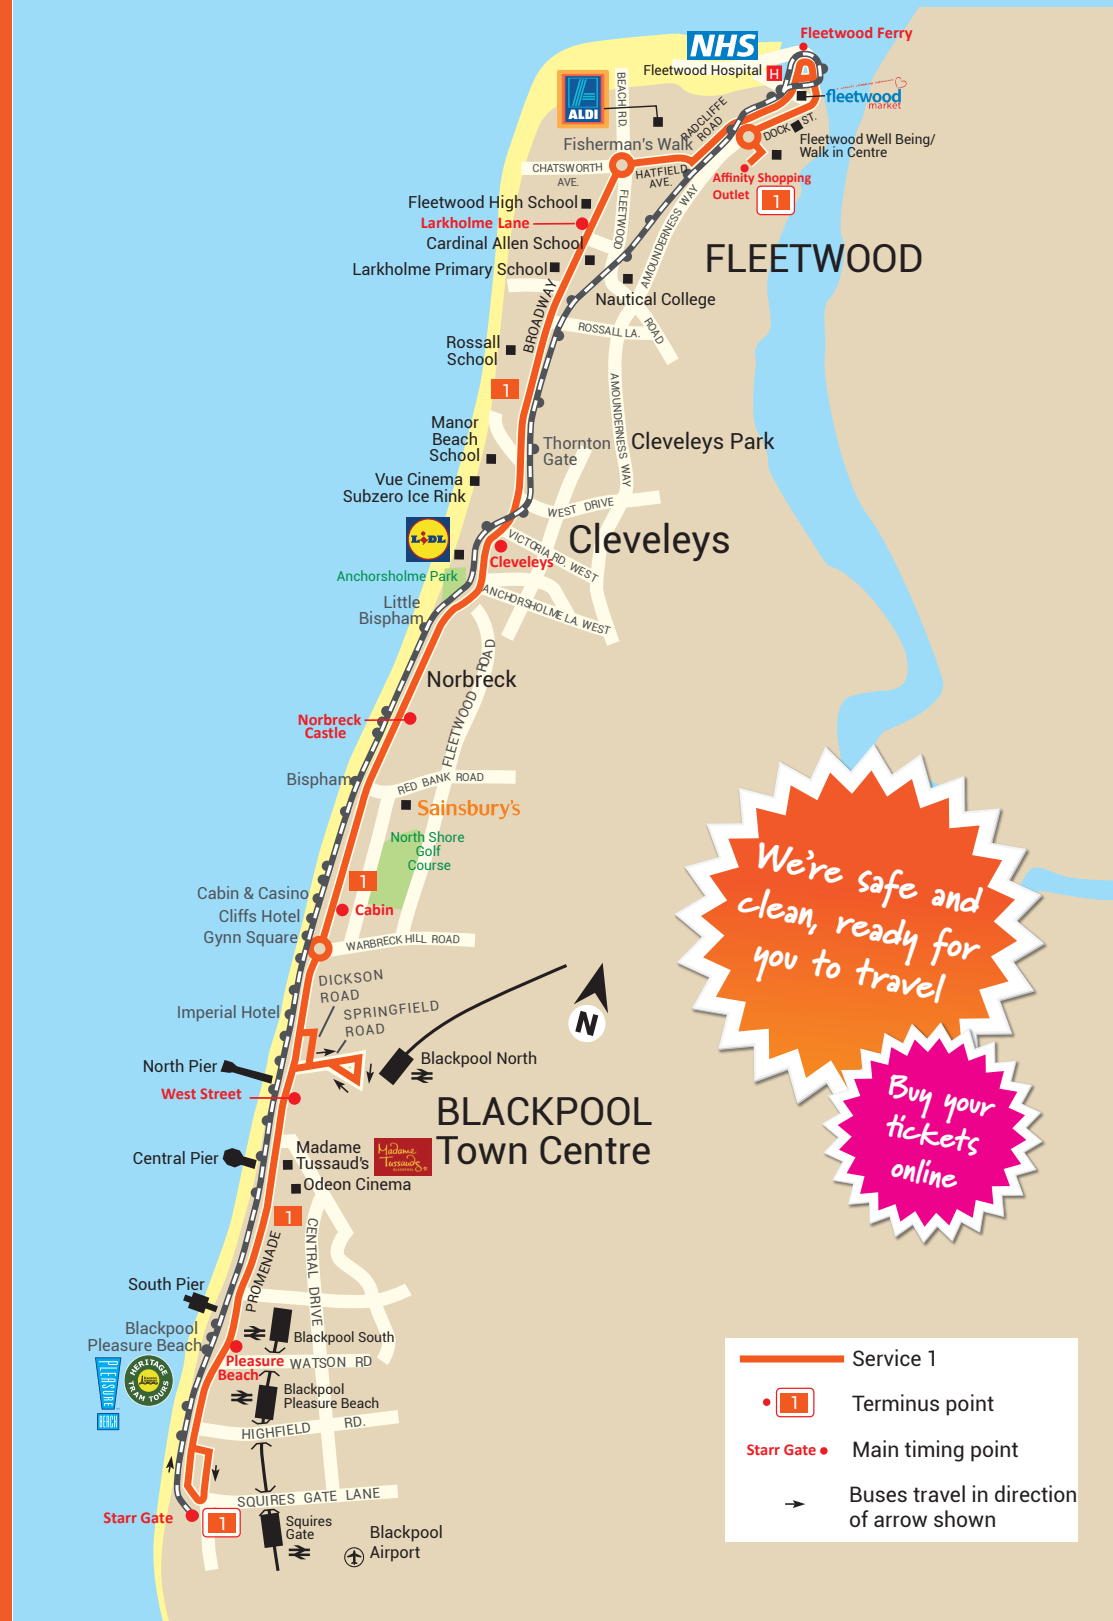 Fleetwood Ferry
NHS
Fleetwood Hospital
H
fleetwood
market
ALDI
BEACH RD.
RADCLIFFE
ROAD
DOCK ST.
Fisherman's Walk
Fleetwood Well Being/
Walk in Centre
CHATSWORTH
AVE.
HATFIELD
AVE.
Affinity Shopping
Outlet
1
Fleetwood High School
Larkholme Lane
Cardinal Allen School
Larkholme Primary School
FLEETWOOD
ROAD
AMOUNDERNESS WAY
FLEETWOOD
Nautical College
BROADWAY
ROSSALL LA.
Rossall
School
1
AMOUNDERNESS WAY
Manor
Beach
School
Thornton
Gate
Cleveleys Park
Vue Cinema
Subzero Ice Rink
WEST DRIVE
LIDL
VICTORIA RD. WEST
Cleveleys
Cleveleys
Anchorsholme Park
ANCHORSHOLME LA. WEST
Little
Bispham
FLEETWOOD ROAD
Norbreck
Norbreck
Castle
Bispham
RED BANK ROAD
Sainsbury's
North Shore
Golf
Course
1
Cabin & Casino
Cabin
Cliffs Hotel
Gynn Square
WARBRECK HILL ROAD
DICKSON
ROAD
SPRINGFIELD
ROAD
Imperial Hotel
N
North Pier
Blackpool North
West Street
BLACKPOOL
Town Centre
Central Pier
Madame
Tussaud's
Madame
Tussauds
BLACKPOOL
Odeon Cinema
1
PROMENADE
CENTRAL DRIVE
South Pier
Blackpool
Pleasure Beach
Blackpool South
PLEASURE
BEACH
HERITAGE
TRAM TOURS
Pleasure
Beach
WATSON RD
Blackpool
Pleasure Beach
HIGHFIELD RD.
SQUIRES GATE LANE
Starr Gate
1
Squires
Gate
Blackpool
Airport
We're safe and
clean, ready for
you to travel
Buy your
tickets
online
Service 1
1
Terminus point
Starr Gate
Main timing point
Buses travel in direction
of arrow shown